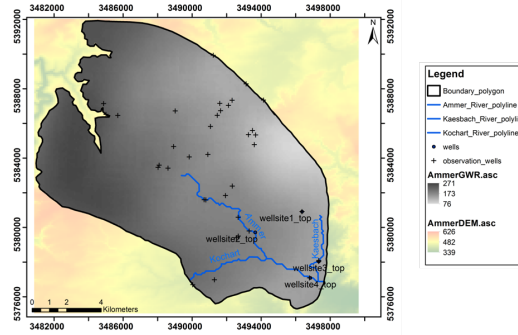 3482000 3486000 3490000 3494000 3498000
5392000
5388000
5384000
5380000
5376000
N
5392000
5388000
5384000
5380000
5376000
wellsite1_top
Ammer
wellsite2_top
Kaesbach
Kochart
wellsite3_top
wellsite4_top
0 1 2 4
Kilometers
3482000 3486000 3490000 3494000 3498000
Legend
Boundary_polygon
Ammer_River_polyline
Kaesbach_River_polyli
Kochart_River_polyline
wells
observation_wells
AmmerGWR.asc
271
173
76
AmmerDEM.asc
626
482
339